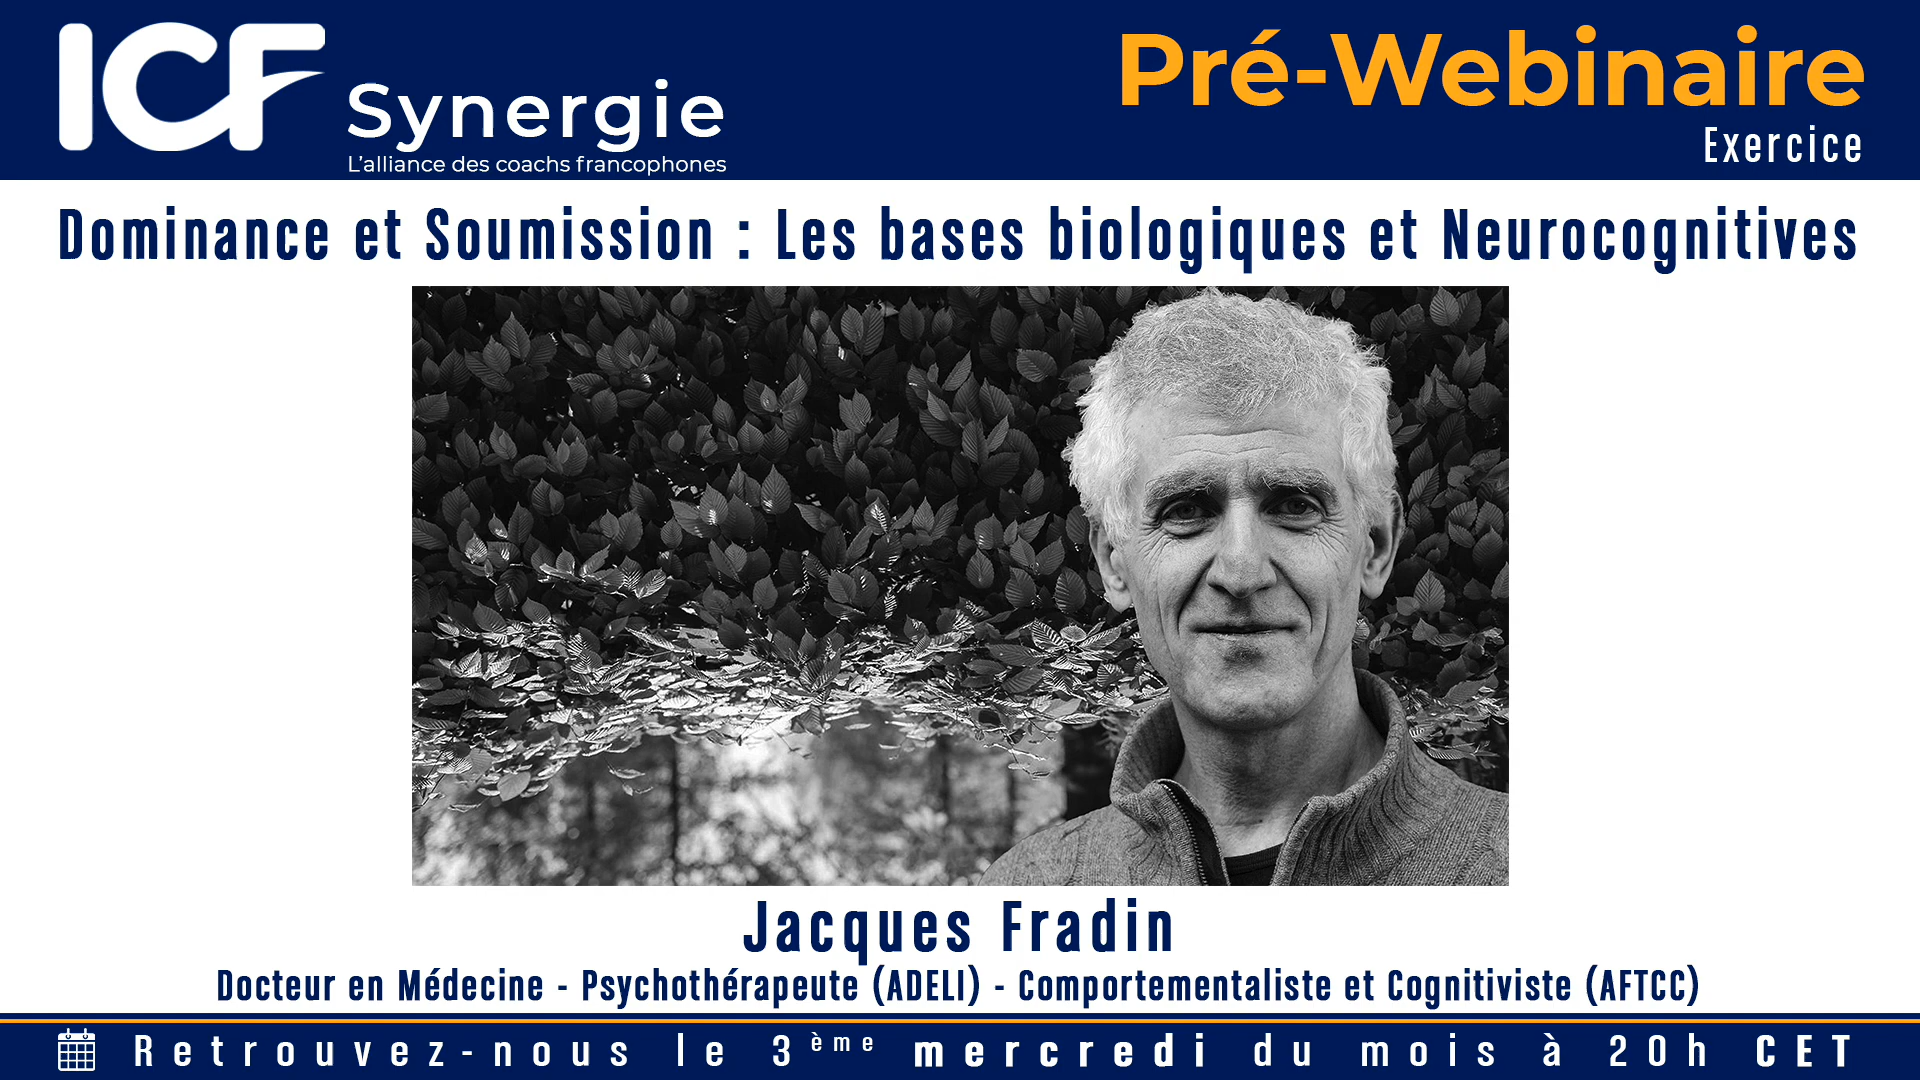 ICF Synergie
L'alliance des coachs francophones
Pré-Webinaire
Exercice
Dominance et Soumission : Les bases biologiques et Neurocognitives
Jacques Fradin
Docteur en Médecine - Psychothérapeute (ADELI) - Comportementaliste et Cognitiviste (AFTCC)
Retrouvez-nous le 3ème mercredi du mois à 20h CET